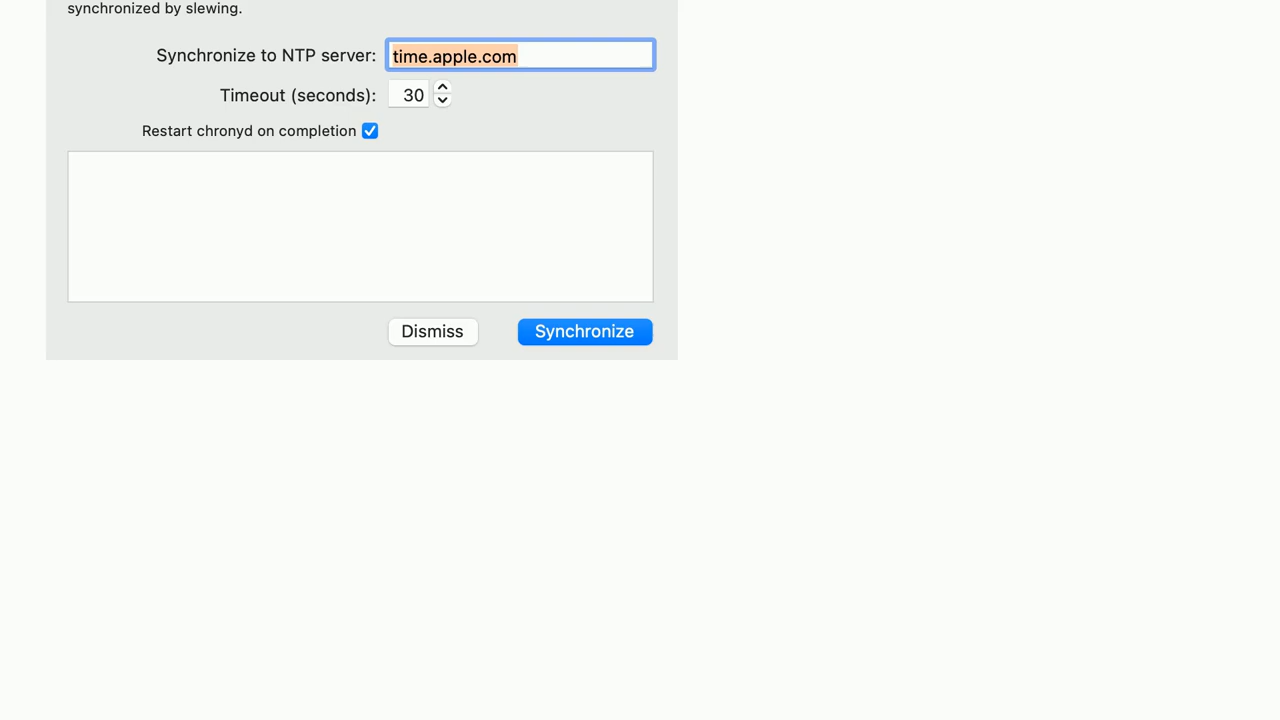 synchronized by slewing.
Synchronize to NTP server: time.apple.com
Timeout (seconds): 30
Restart chronyd on completion
Dismiss Synchronize